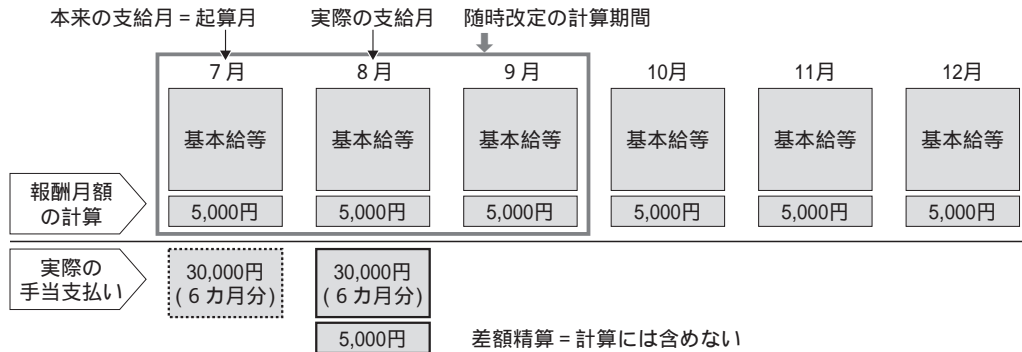 本来の支給月＝起算月　実際の支給月　随時改定の計算期間
7月　8月　9月　10月　11月　12月
基本給等　基本給等　基本給等　基本給等　基本給等　基本給等
報酬月額
の計算
5,000円　5,000円　5,000円　5,000円　5,000円　5,000円
実際の
手当支払い
30,000円
(6カ月分)
30,000円
(6カ月分)
5,000円　差額精算＝計算には含めない